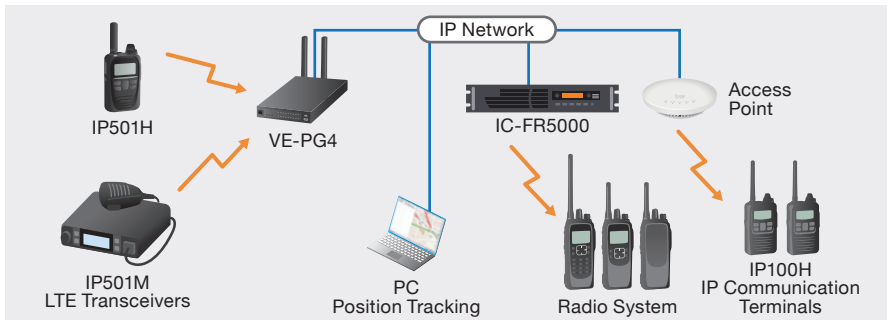 IP Network
IP501H
VE-PG4
IC-FR5000
Access
Point
IP501M
LTE Transceivers
PC
Position Tracking
Radio System
IP100H
IP Communication
Terminals